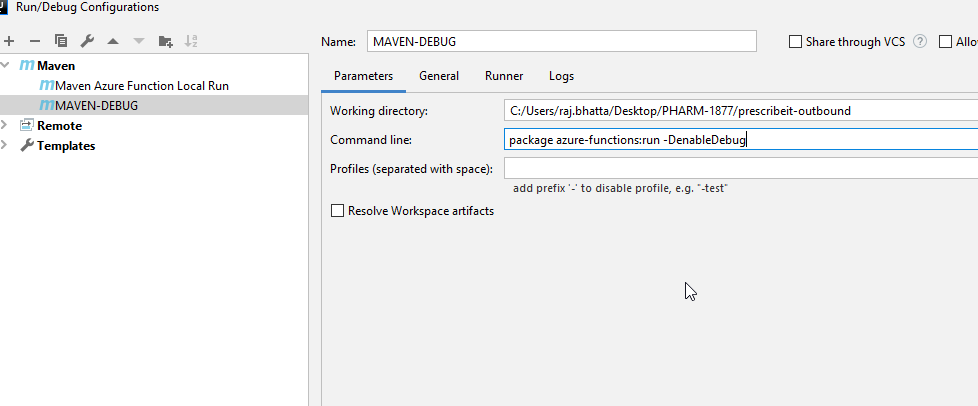 Run/Debug Configurations
Name: MAVEN-DEBUG Share through VCS ? Allo
Maven
Maven Azure Function Local Run
MAVEN-DEBUG
Remote
Templates
Parameters General Runner Logs
Working directory: C:/Users/raj.bhatta/Desktop/PHARM-1877/prescribeit-outbound
Command line: package azure-functions:run -DenableDebug
Profiles (separated with space):
add prefix '-' to disable profile, e.g. "-test"
Resolve Workspace artifacts